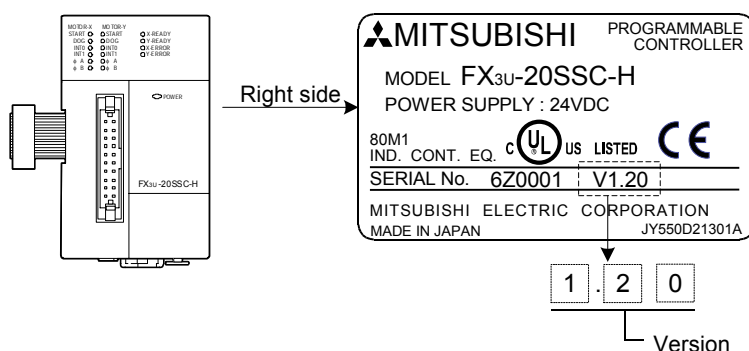 MOTOR-X MOTOR-Y
START START X-READY
DOG DOG Y-READY
INT0 INT0 X-ERROR
INT1 INT1 Y-ERROR
φ A φ A
φ B φ B
POWER
FX3U-20SSC-H
Right side
MITSUBISHI PROGRAMMABLE CONTROLLER
MODEL FX3U-20SSC-H
POWER SUPPLY : 24VDC
80M1
IND. CONT. EQ. C UL US LISTED CE
SERIAL No. 6Z0001 V1.20
MITSUBISHI ELECTRIC CORPORATION
MADE IN JAPAN JY550D21301A
1 . 2 0
Version